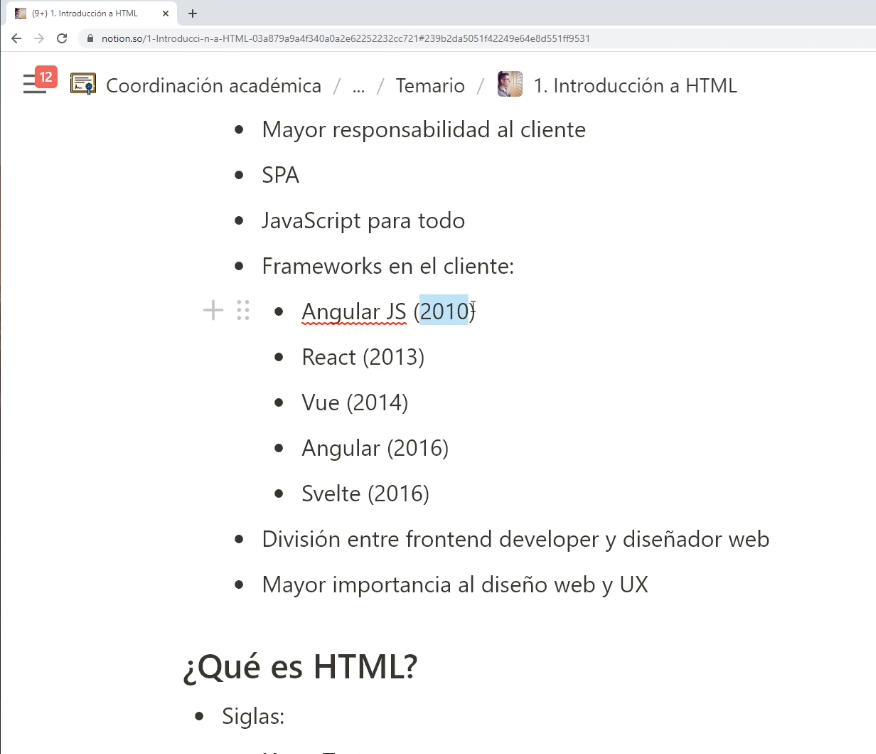 (9+) 1. Introducción a HTML
notion.so/1-Introducci-n-a-HTML-03a879a9a4f340a0a2e62252232cc721#239b2da5051f42249e64e8d551ff9531
12 Coordinación académica / ... / Temario / 1. Introducción a HTML
Mayor responsabilidad al cliente
SPA
JavaScript para todo
Frameworks en el cliente:
Angular JS (2010)
React (2013)
Vue (2014)
Angular (2016)
Svelte (2016)
División entre frontend developer y diseñador web
Mayor importancia al diseño web y UX
¿Qué es HTML?
Siglas: